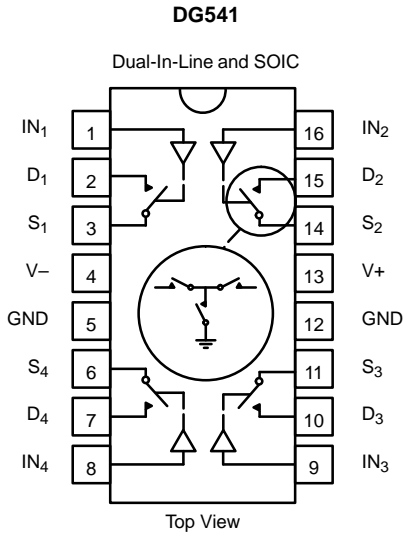 DG541
Dual-In-Line and SOIC
IN1 1 16 IN2
D1 2 15 D2
S1 3 14 S2
V– 4 13 V+
GND 5 12 GND
S4 6 11 S3
D4 7 10 D3
IN4 8 9 IN3
Top View